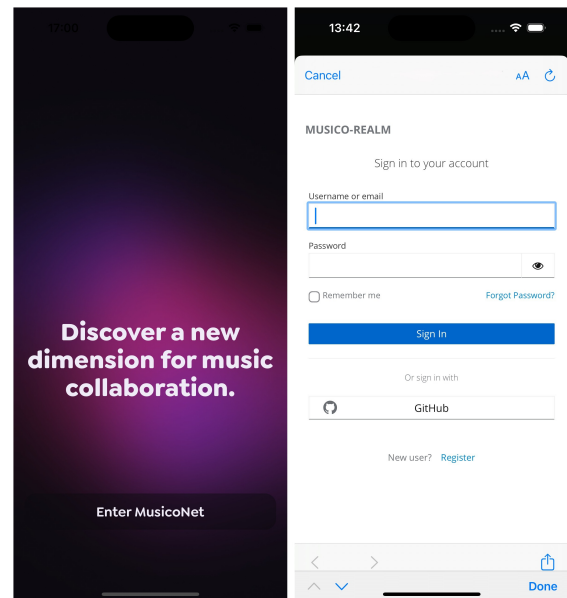 17:00
Discover a new
dimension for music
collaboration.
Enter MusicoNet
13:42
Cancel
AA
MUSICO-REALM
Sign in to your account
Username or email
Password
Remember me
Forgot Password?
Sign In
Or sign in with
GitHub
New user? Register
Done